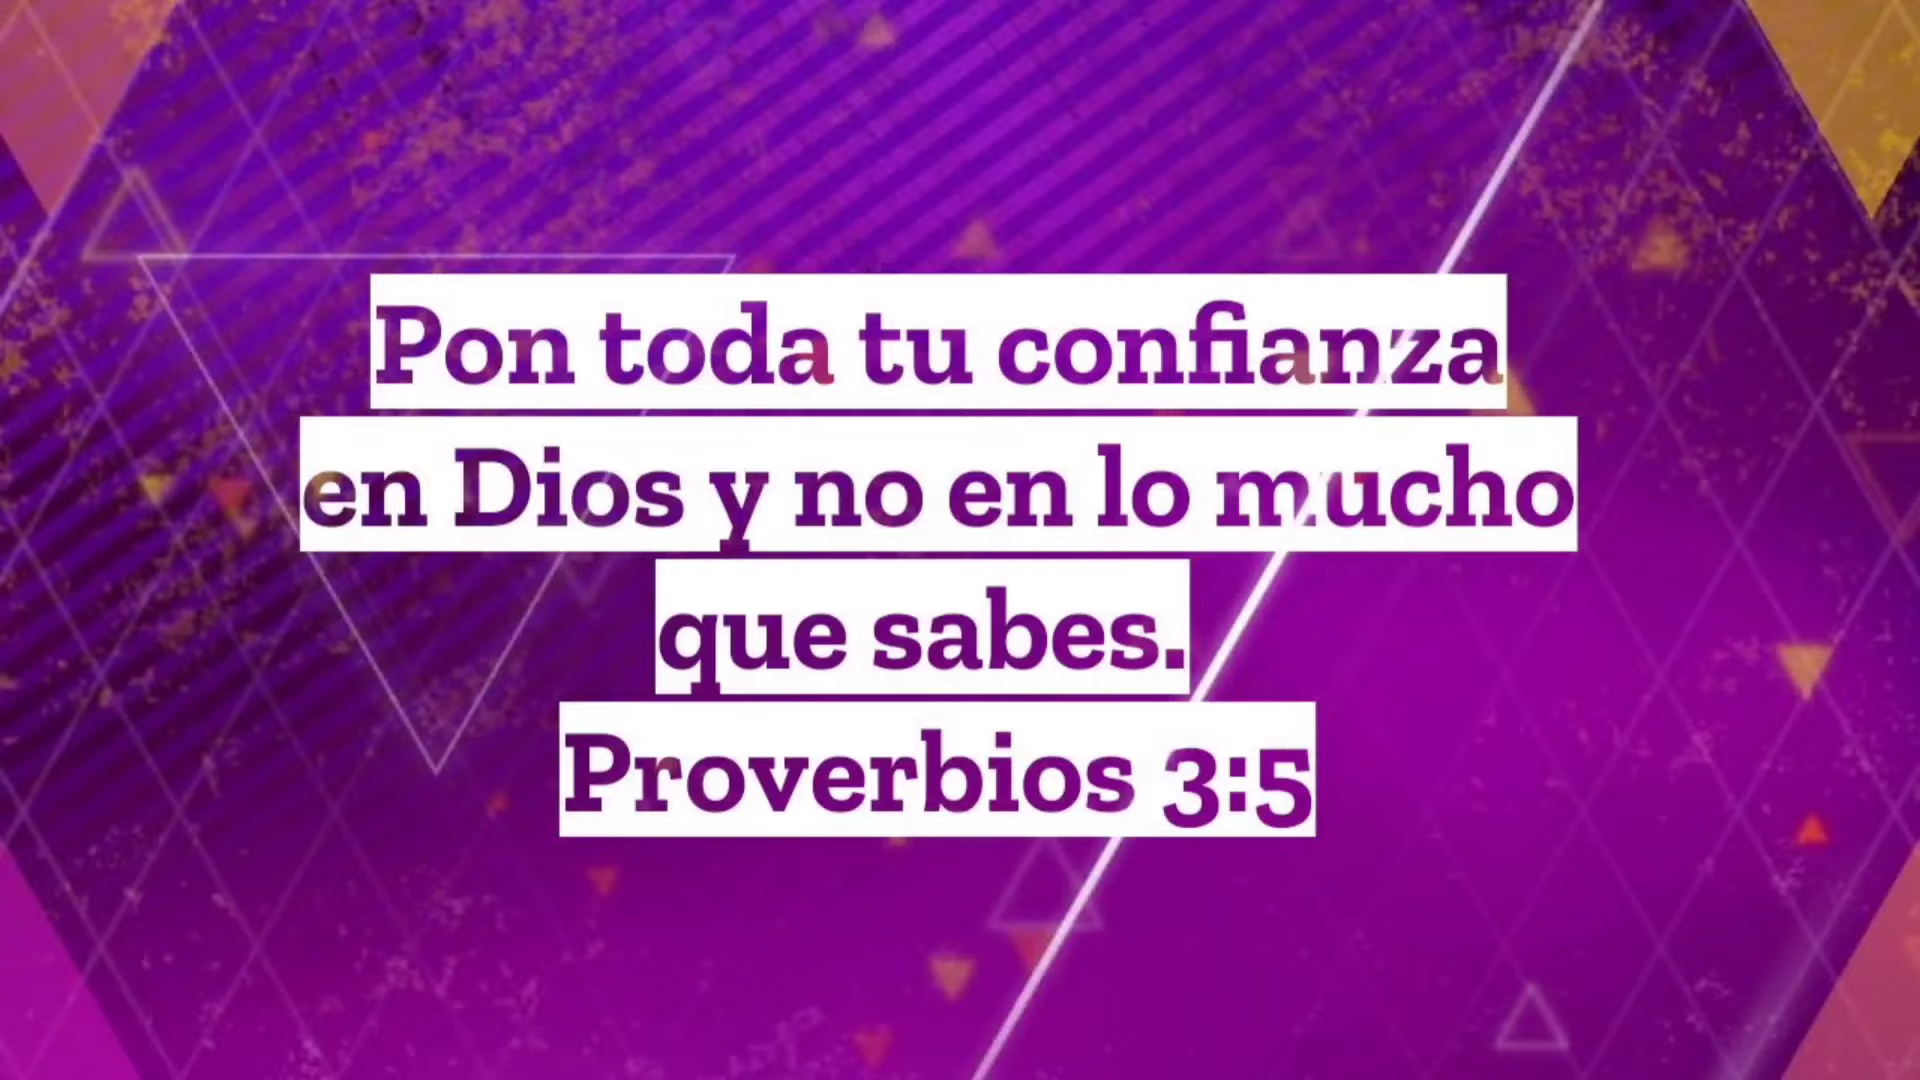 Pon toda tu confianza
en Dios y no en lo mucho
que sabes.
Proverbios 3:5